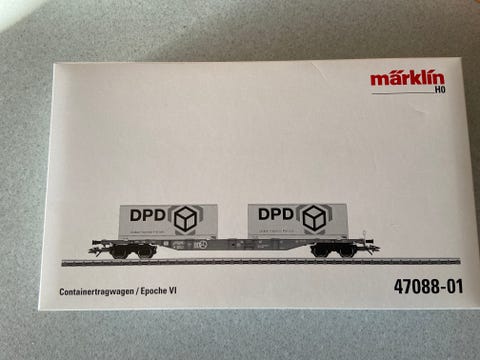 märklin
H0
DPD
DPD
Containertragwagen / Epoche VI
47088-01